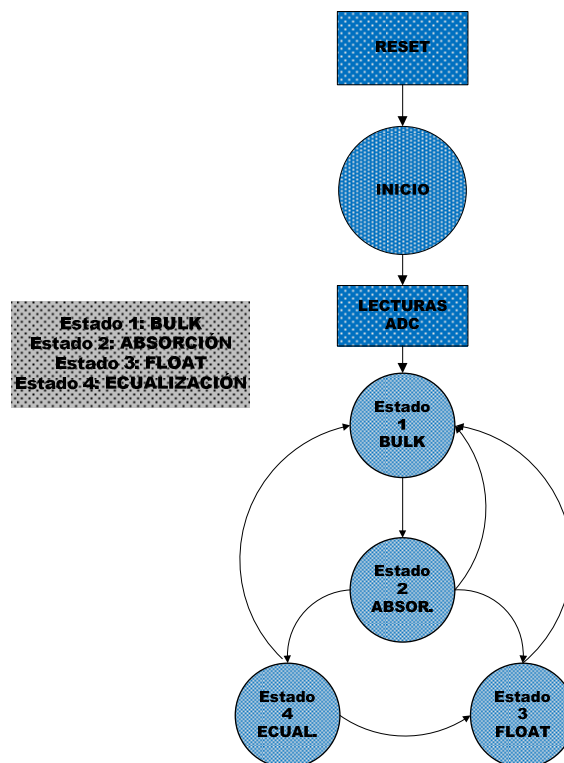 RESET
INICIO
LECTURAS
ADC
Estado 1: BULK
Estado 2: ABSORCIÓN
Estado 3: FLOAT
Estado 4: ECUALIZACIÓN
Estado
1
BULK
Estado
2
ABSOR.
Estado
4
ECUAL.
Estado
3
FLOAT